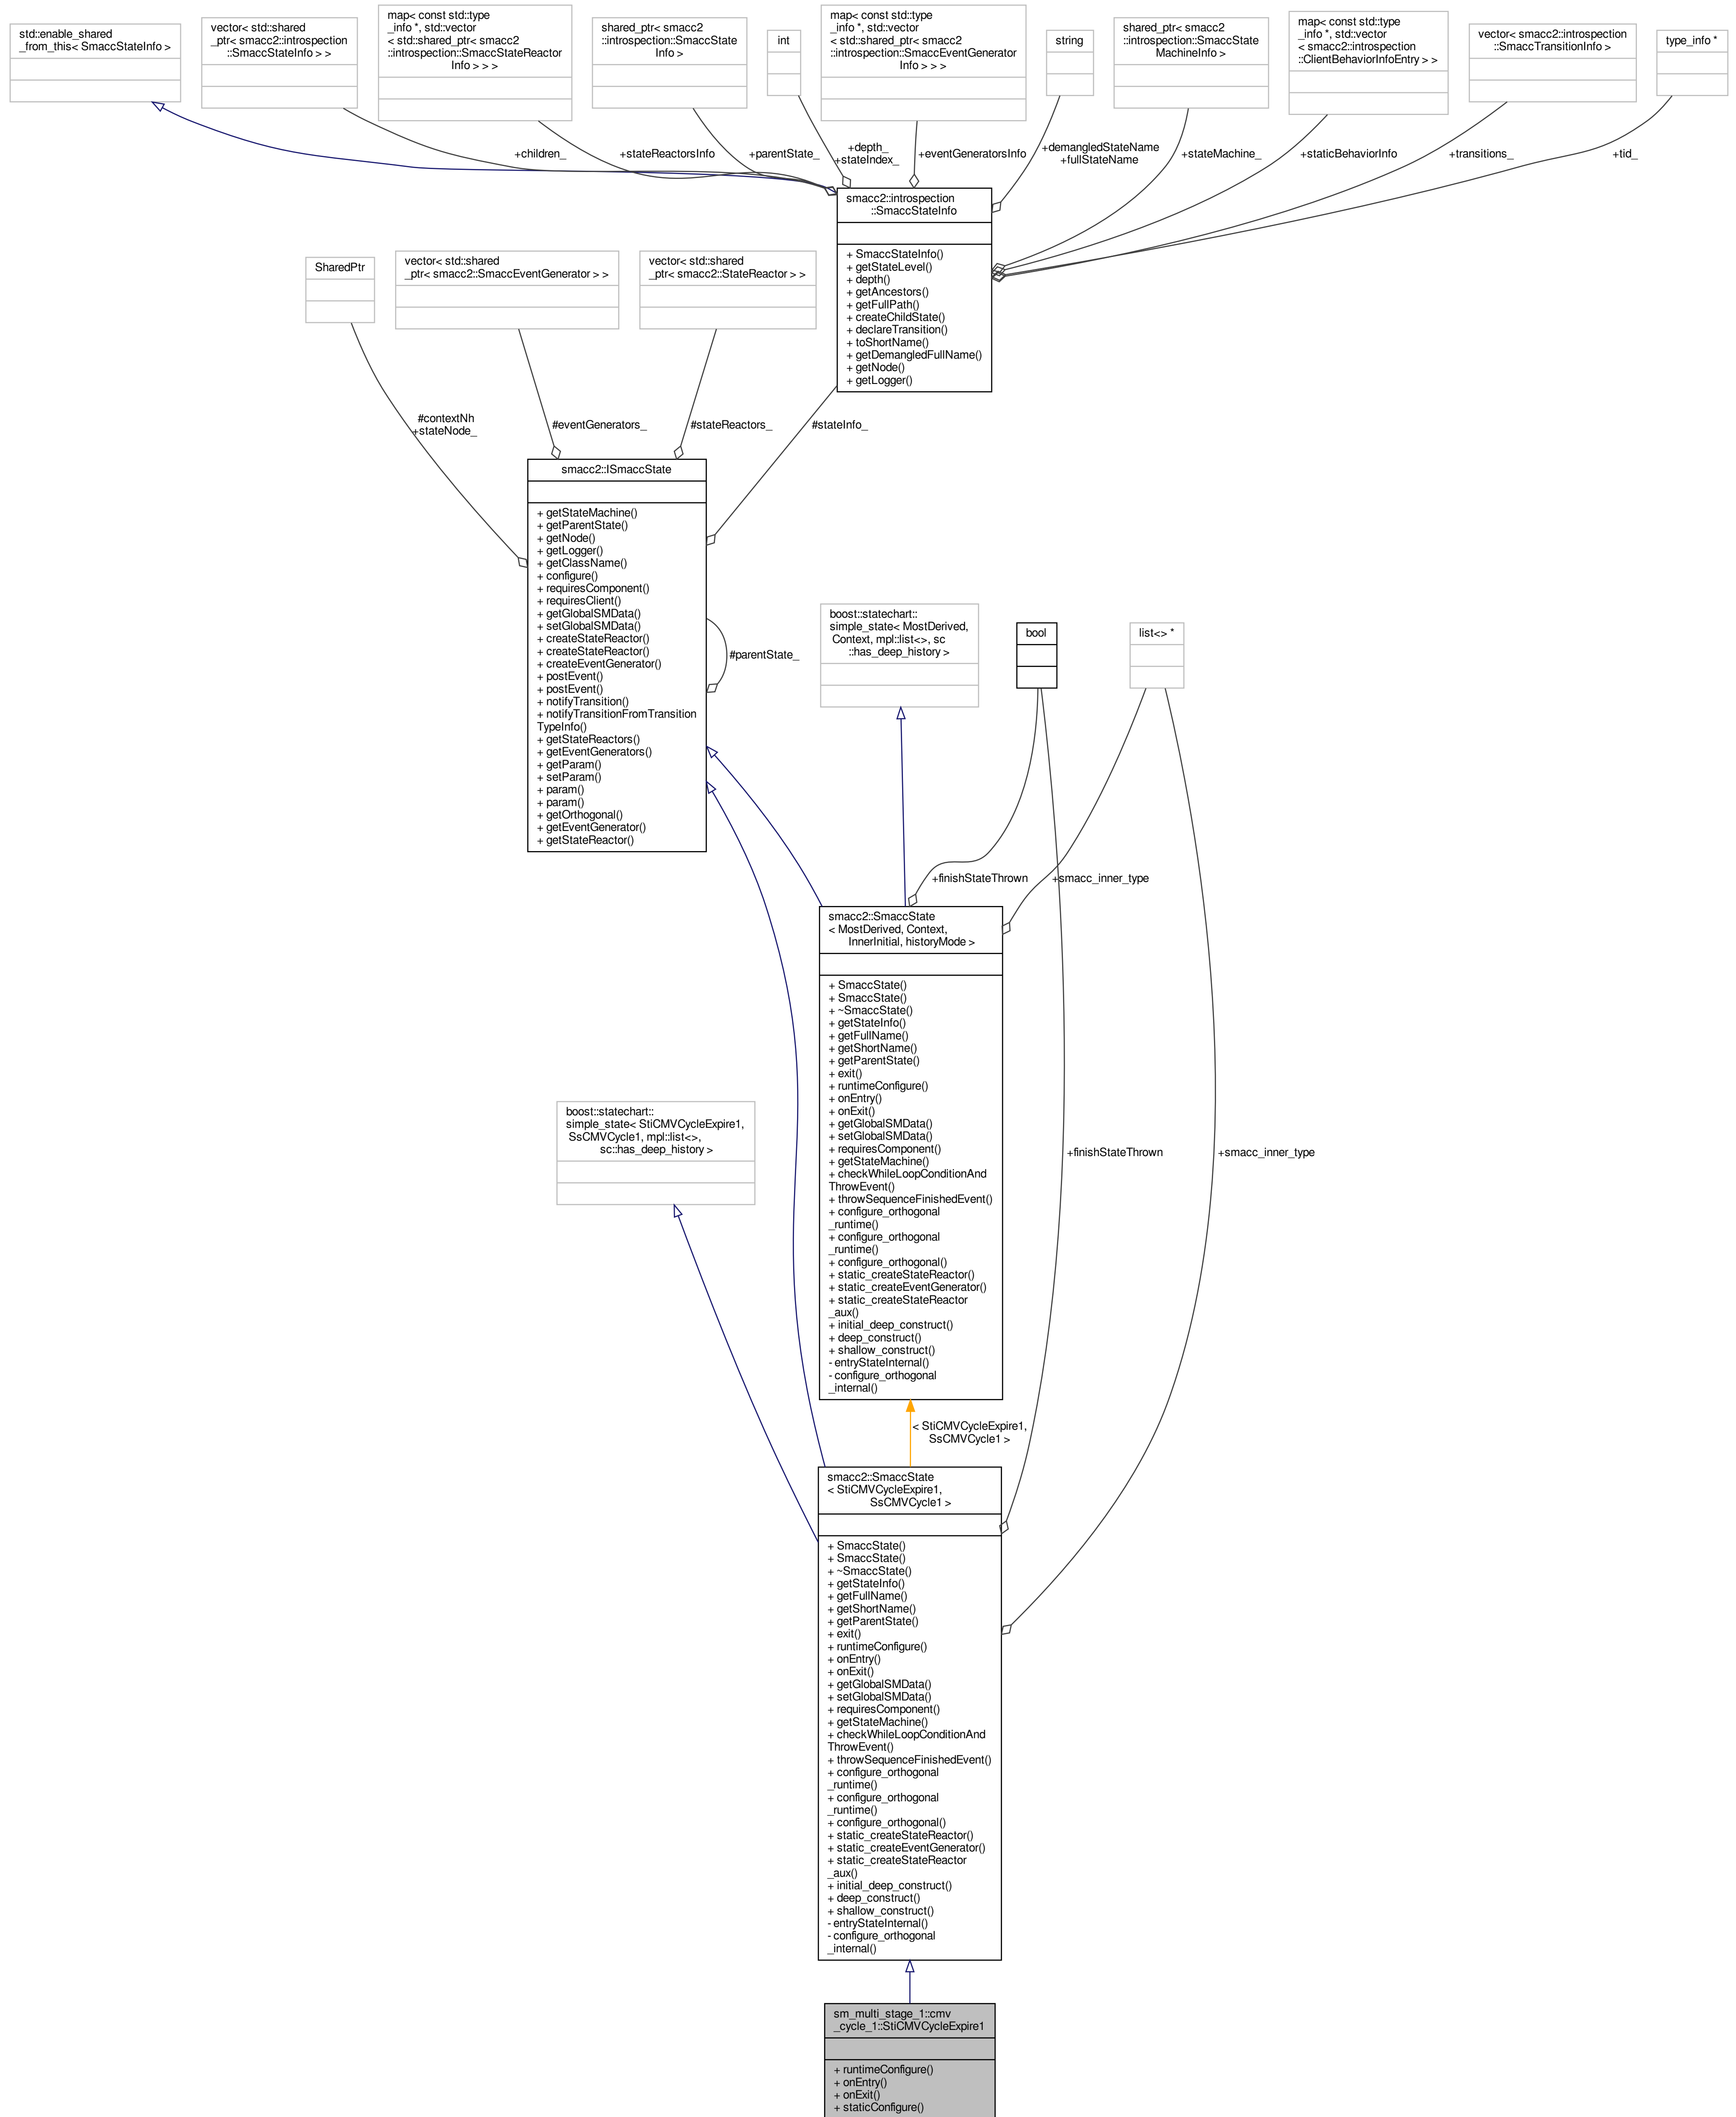 std::enable_shared
_from_this< SmaccStateInfo >
vector< std::shared
_ptr< smacc2::introspection
::SmaccStateInfo > >
map< const std::type
_info *, std::vector
< std::shared_ptr< smacc2
::introspection::SmaccStateReactor
Info > > >
shared_ptr< smacc2
::introspection::SmaccState
Info >
int
map< const std::type
_info *, std::vector
< std::shared_ptr< smacc2
::introspection::SmaccEventGenerator
Info > > >
string
shared_ptr< smacc2
::introspection::SmaccState
MachineInfo >
map< const std::type
_info *, std::vector
< smacc2::introspection
::ClientBehaviorInfoEntry > >
vector< smacc2::introspection
::SmaccTransitionInfo >
type_info *
+children_
+stateReactorsInfo
+parentState_
+depth_
+stateIndex_
+eventGeneratorsInfo
+demangledStateName
+fullStateName
+stateMachine_
+staticBehaviorInfo
+transitions_
+tid_
smacc2::introspection
::SmaccStateInfo
+ SmaccStateInfo()
+ getStateLevel()
+ depth()
+ getAncestors()
+ getFullPath()
+ createChildState()
+ declareTransition()
+ toShortName()
+ getDemangledFullName()
+ getNode()
+ getLogger()
SharedPtr
vector< std::shared
_ptr< smacc2::SmaccEventGenerator > >
vector< std::shared
_ptr< smacc2::StateReactor > >
#contextNh
+stateNode_
#eventGenerators_
#stateReactors_
#stateInfo_
smacc2::ISmaccState
+ getStateMachine()
+ getParentState()
+ getNode()
+ getLogger()
+ getClassName()
+ configure()
+ requiresComponent()
+ requiresClient()
+ getGlobalSMData()
+ setGlobalSMData()
+ createStateReactor()
+ createStateReactor()
+ createEventGenerator()
+ postEvent()
+ postEvent()
+ notifyTransition()
+ notifyTransitionFromTransition
TypeInfo()
+ getStateReactors()
+ getEventGenerators()
+ getParam()
+ setParam()
+ param()
+ param()
+ getOrthogonal()
+ getEventGenerator()
+ getStateReactor()
#parentState_
boost::statechart::
simple_state< MostDerived,
Context, mpl::list<>, sc
::has_deep_history >
bool
list<> *
+finishStateThrown
+smacc_inner_type
smacc2::SmaccState
< MostDerived, Context,
InnerInitial, historyMode >
+ SmaccState()
+ SmaccState()
+ ~SmaccState()
+ getStateInfo()
+ getFullName()
+ getShortName()
+ getParentState()
+ exit()
+ runtimeConfigure()
+ onEntry()
+ onExit()
+ getGlobalSMData()
+ setGlobalSMData()
+ requiresComponent()
+ getStateMachine()
+ checkWhileLoopConditionAnd
ThrowEvent()
+ throwSequenceFinishedEvent()
+ configure_orthogonal
_runtime()
+ configure_orthogonal
_runtime()
+ configure_orthogonal()
+ static_createStateReactor()
+ static_createEventGenerator()
+ static_createStateReactor
_aux()
+ initial_deep_construct()
+ deep_construct()
+ shallow_construct()
- entryStateInternal()
- configure_orthogonal
_internal()
boost::statechart::
simple_state< StiCMVCycleExpire1,
SsCMVCycle1, mpl::list<>,
sc::has_deep_history >
+finishStateThrown
+smacc_inner_type
< StiCMVCycleExpire1,
SsCMVCycle1 >
smacc2::SmaccState
< StiCMVCycleExpire1,
SsCMVCycle1 >
+ SmaccState()
+ SmaccState()
+ ~SmaccState()
+ getStateInfo()
+ getFullName()
+ getShortName()
+ getParentState()
+ exit()
+ runtimeConfigure()
+ onEntry()
+ onExit()
+ getGlobalSMData()
+ setGlobalSMData()
+ requiresComponent()
+ getStateMachine()
+ checkWhileLoopConditionAnd
ThrowEvent()
+ throwSequenceFinishedEvent()
+ configure_orthogonal
_runtime()
+ configure_orthogonal
_runtime()
+ configure_orthogonal()
+ static_createStateReactor()
+ static_createEventGenerator()
+ static_createStateReactor
_aux()
+ initial_deep_construct()
+ deep_construct()
+ shallow_construct()
- entryStateInternal()
- configure_orthogonal
_internal()
sm_multi_stage_1::cmv
_cycle_1::StiCMVCycleExpire1
+ runtimeConfigure()
+ onEntry()
+ onExit()
+ staticConfigure()